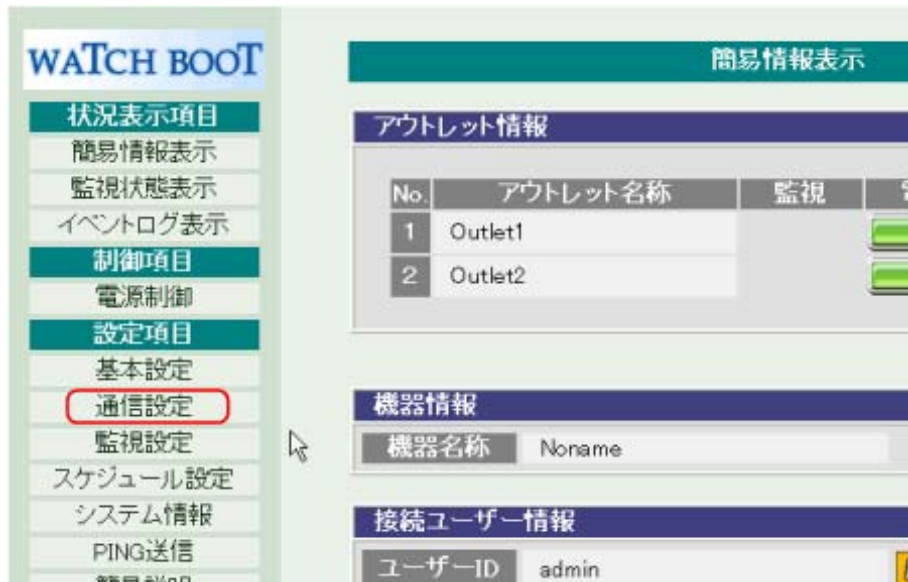 WATCH BOOT
状況表示項目
簡易情報表示
監視状態表示
イベントログ表示
制御項目
電源制御
設定項目
基本設定
通信設定
監視設定
スケジュール設定
システム情報
PING送信
簡易説明
簡易情報表示
アウトレット情報
No. アウトレット名称 監視
1 Outlet1
2 Outlet2
機器情報
機器名称 Noname
接続ユーザー情報
ユーザーID admin